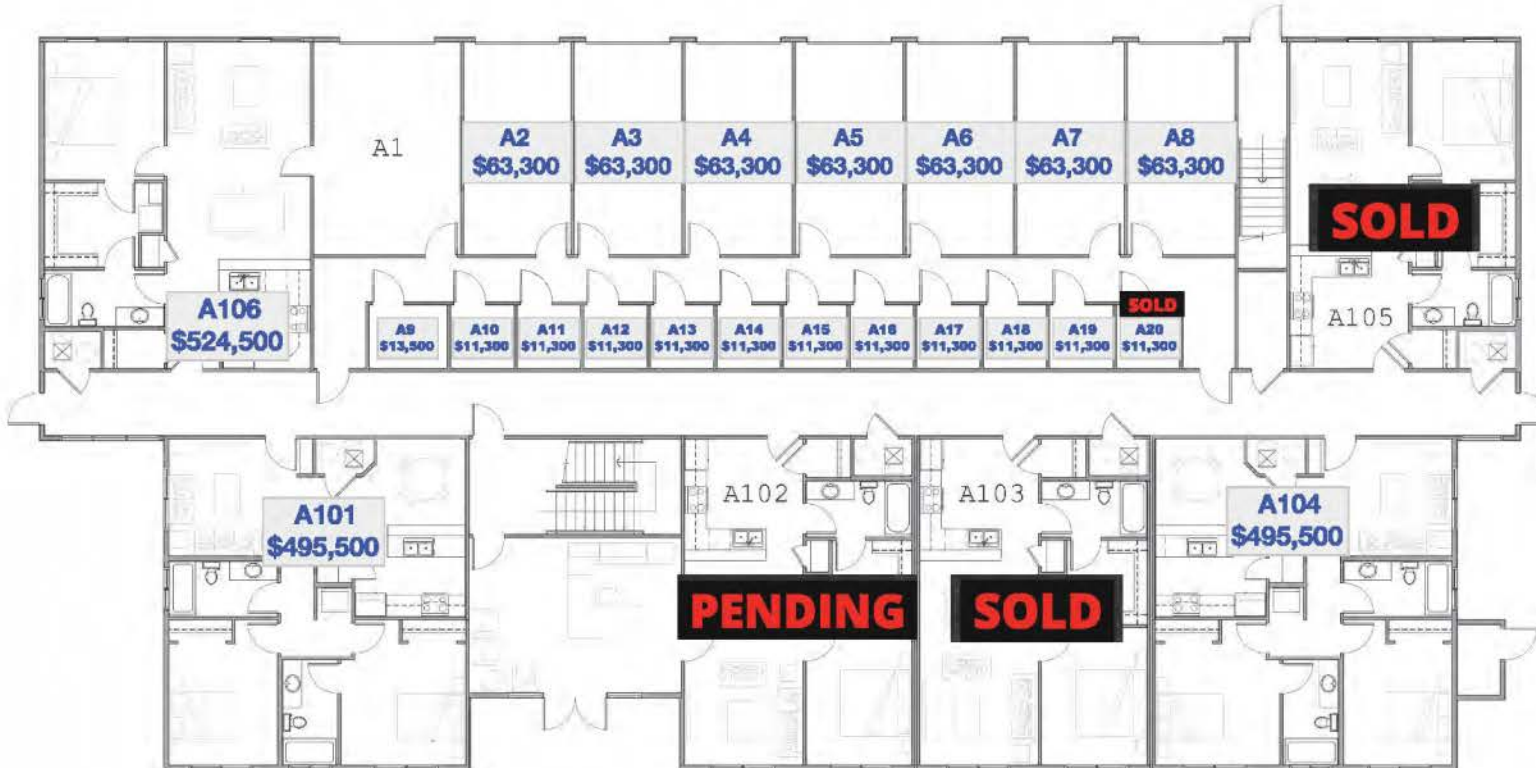 A1
A2
$63,300
A3
$63,300
A4
$63,300
A5
$63,300
A6
$63,300
A7
$63,300
A8
$63,300
SOLD
A105
A106
$524,500
A9
$13,500
A10
$11,300
A11
$11,300
A12
$11,300
A13
$11,300
A14
$11,300
A15
$11,300
A16
$11,300
A17
$11,300
A18
$11,300
A19
$11,300
SOLD
A20
$11,300
A101
$495,500
A102
PENDING
A103
SOLD
A104
$495,500